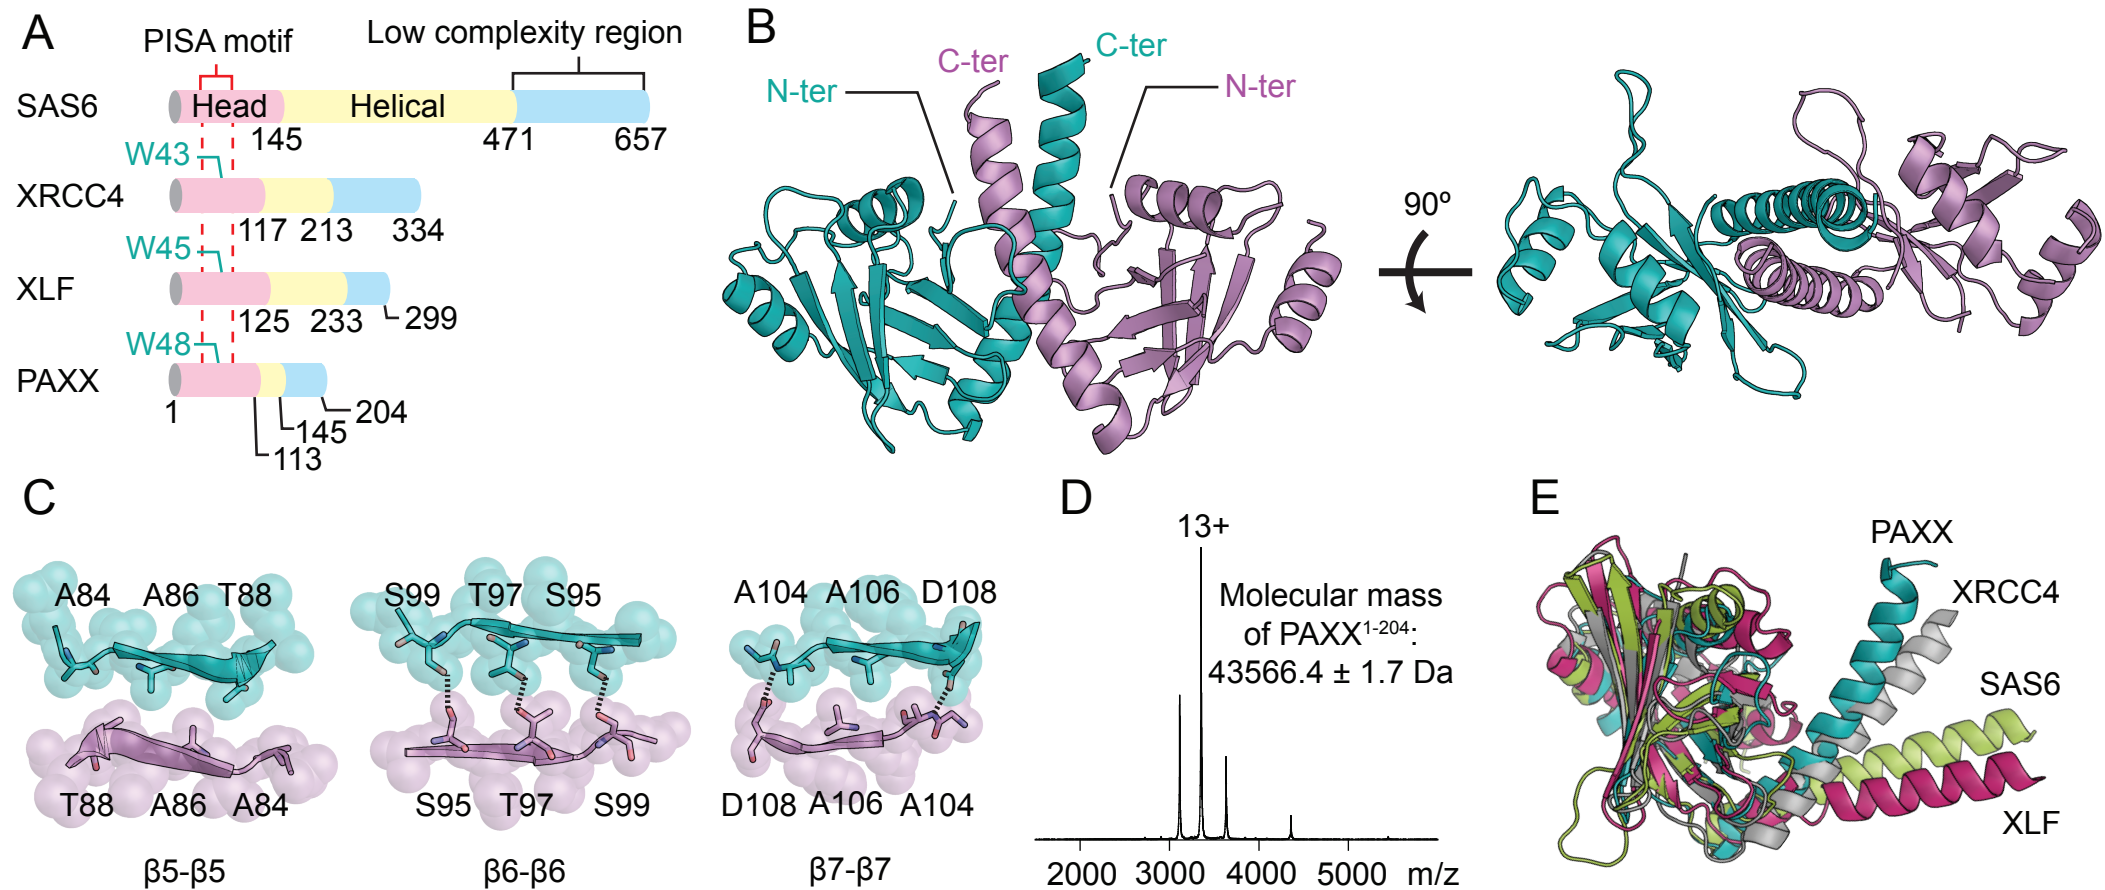 A
PISA motif
Low complexity region
SAS6
Head
Helical
145
471
657
W43
XRCC4
117
213
334
W45
XLF
125
233
299
W48
PAXX
1
204
145
113
B
C-ter
C-ter
N-ter
N-ter
90º
C
A84 A86 T88
T88 A86 A84
β5-β5
S99 T97 S95
S95 T97 S99
β6-β6
A104 A106 D108
D108 A106 A104
β7-β7
D
13+
Molecular mass
of PAXX1-204:
43566.4 ± 1.7 Da
2000 3000 4000 5000 m/z
E
PAXX
XRCC4
SAS6
XLF